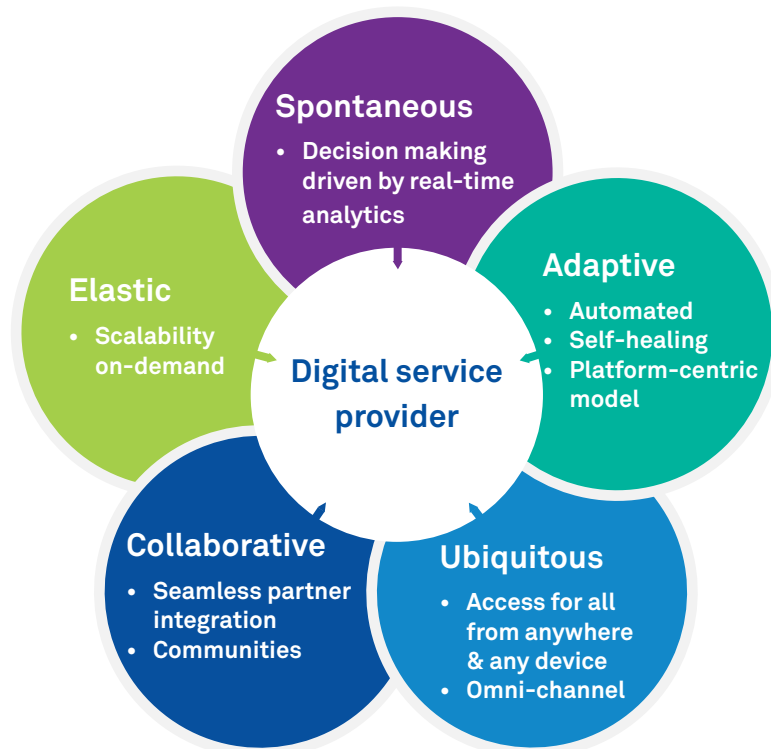 Spontaneous
• Decision making
driven by real-time
analytics
Adaptive
• Automated
• Self-healing
• Platform-centric
model
Ubiquitous
• Access for all
from anywhere
& any device
• Omni-channel
Collaborative
• Seamless partner
integration
• Communities
Elastic
• Scalability
on-demand
Digital service
provider